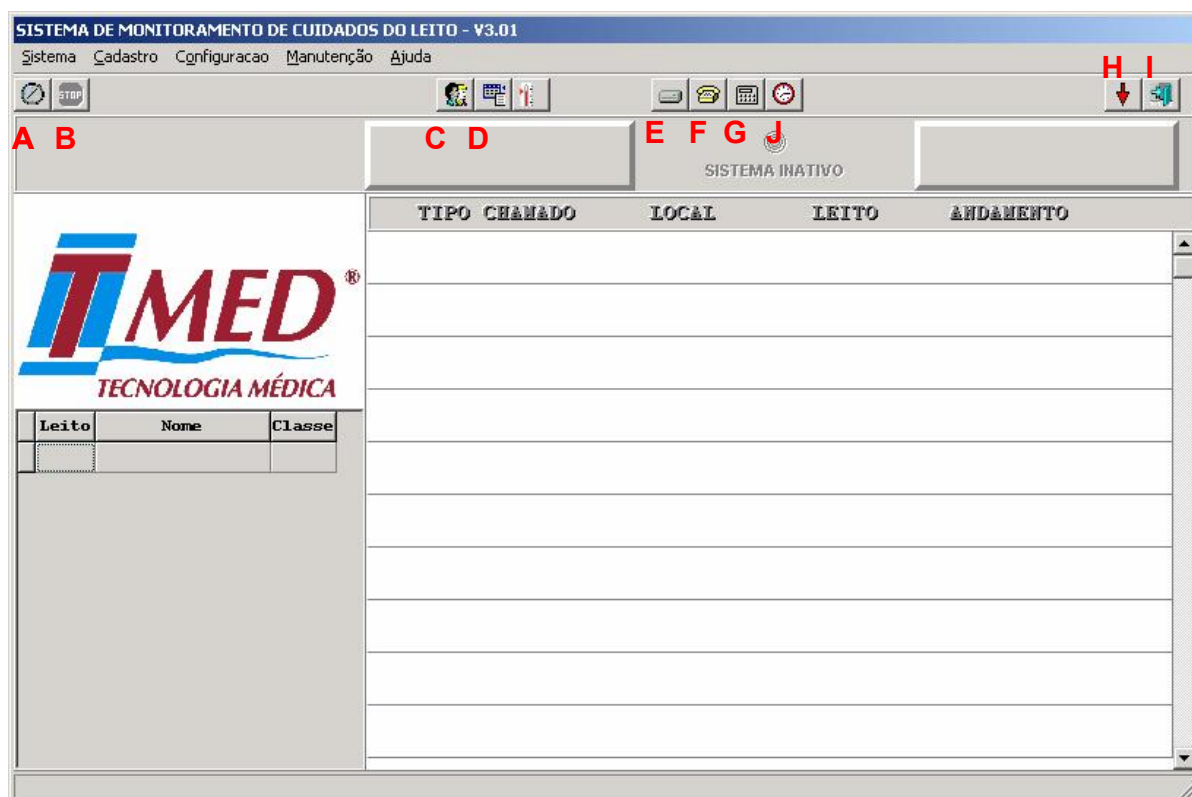 SISTEMA DE MONITORAMENTO DE CUIDADOS DO LEITO - V3.01
Sistema Cadastro Configuracao Manutenção Ajuda
H I
STOP
A B C D E F G J
SISTEMA INATIVO
TIPO CHAMADO LOCAL LEITO ANDAMENTO
TMED®
TECNOLOGIA MÉDICA
Leito Nome Classe